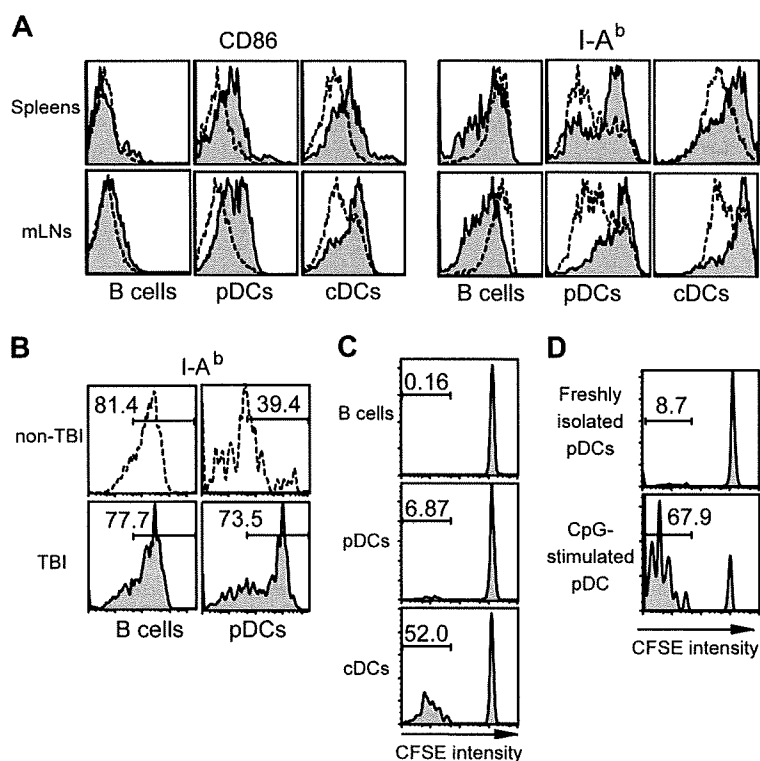 A
CD86
I-Aᵇ
Spleens
mLNs
B cells
pDCs
cDCs
B cells
pDCs
cDCs
B
I-Aᵇ
non-TBI
81.4
39.4
TBI
77.7
73.5
B cells
pDCs
C
B cells
0.16
pDCs
6.87
cDCs
52.0
CFSE intensity
D
Freshly
isolated
pDCs
8.7
CpG-
stimulated
pDC
67.9
CFSE intensity